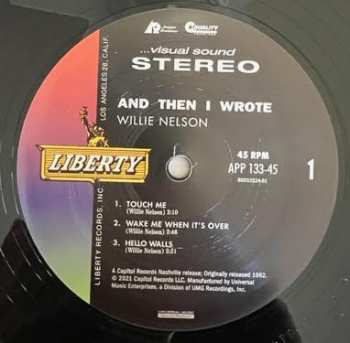 ...visual sound
STEREO
AND THEN I WROTE
WILLIE NELSON
LIBERTY
45 RPM
APP 133-45
1
1. TOUCH ME
(Willie Nelson) 2:10
2. WAKE ME WHEN IT'S OVER
(Willie Nelson) 2:48
3. HELLO WALLS
(Willie Nelson) 2:21
LIBERTY RECORDS, INC.
LOS ANGELES 28, CALIF.
A Capitol Records Nashville release; Originally released 1962.
© 2021 Capitol Records LLC. Manufactured by Universal
Music Enterprises, a Division of UMG Recordings, Inc.